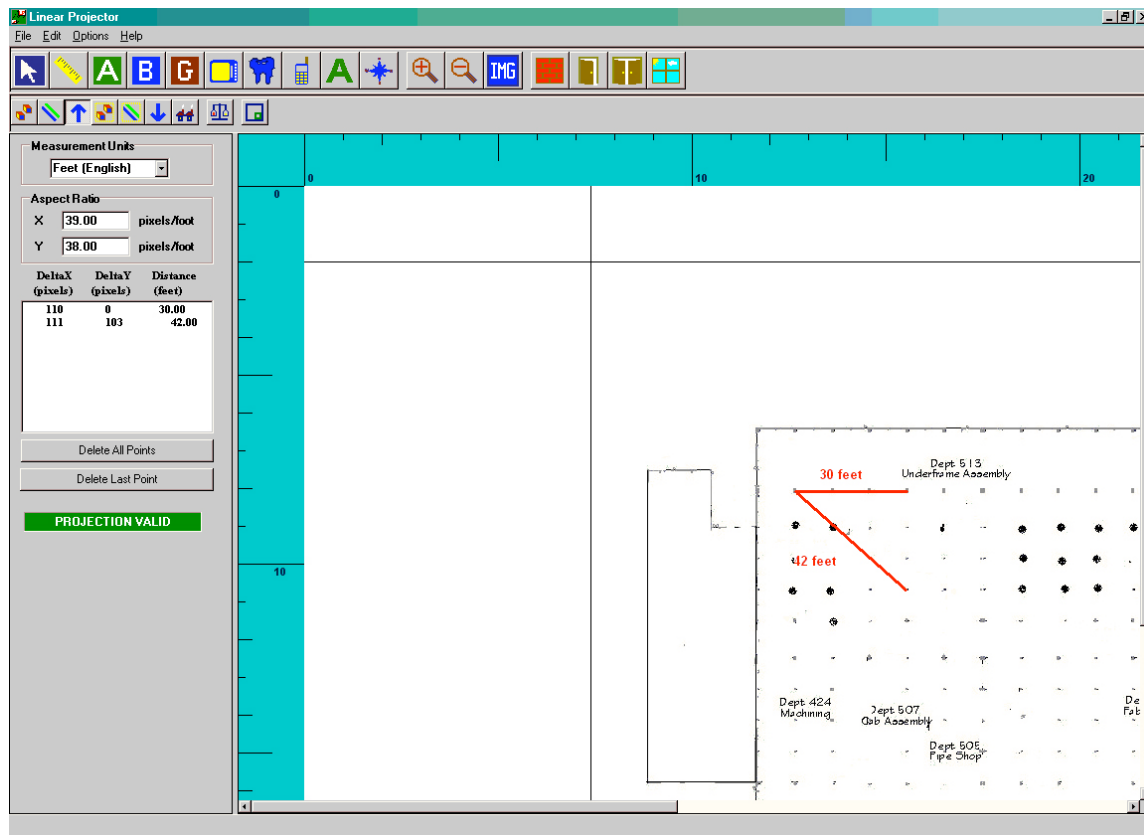 Linear Projector
File Edit Options Help
A B G A IMG
Measurement Units
Feet (English)
Aspect Ratio
X 39.00 pixels/foot
Y 38.00 pixels/foot
DeltaX DeltaY Distance
(pixels) (pixels) (feet)
110 0 30.00
111 103 42.00
Delete All Points
Delete Last Point
PROJECTION VALID
0 10 20
0
10
Dept 513
Underframe Assembly
30 feet
42 feet
Dept 424
Machining
Dept 507
Cab Assembly
Dept 505
Pipe Shop
De
Fab